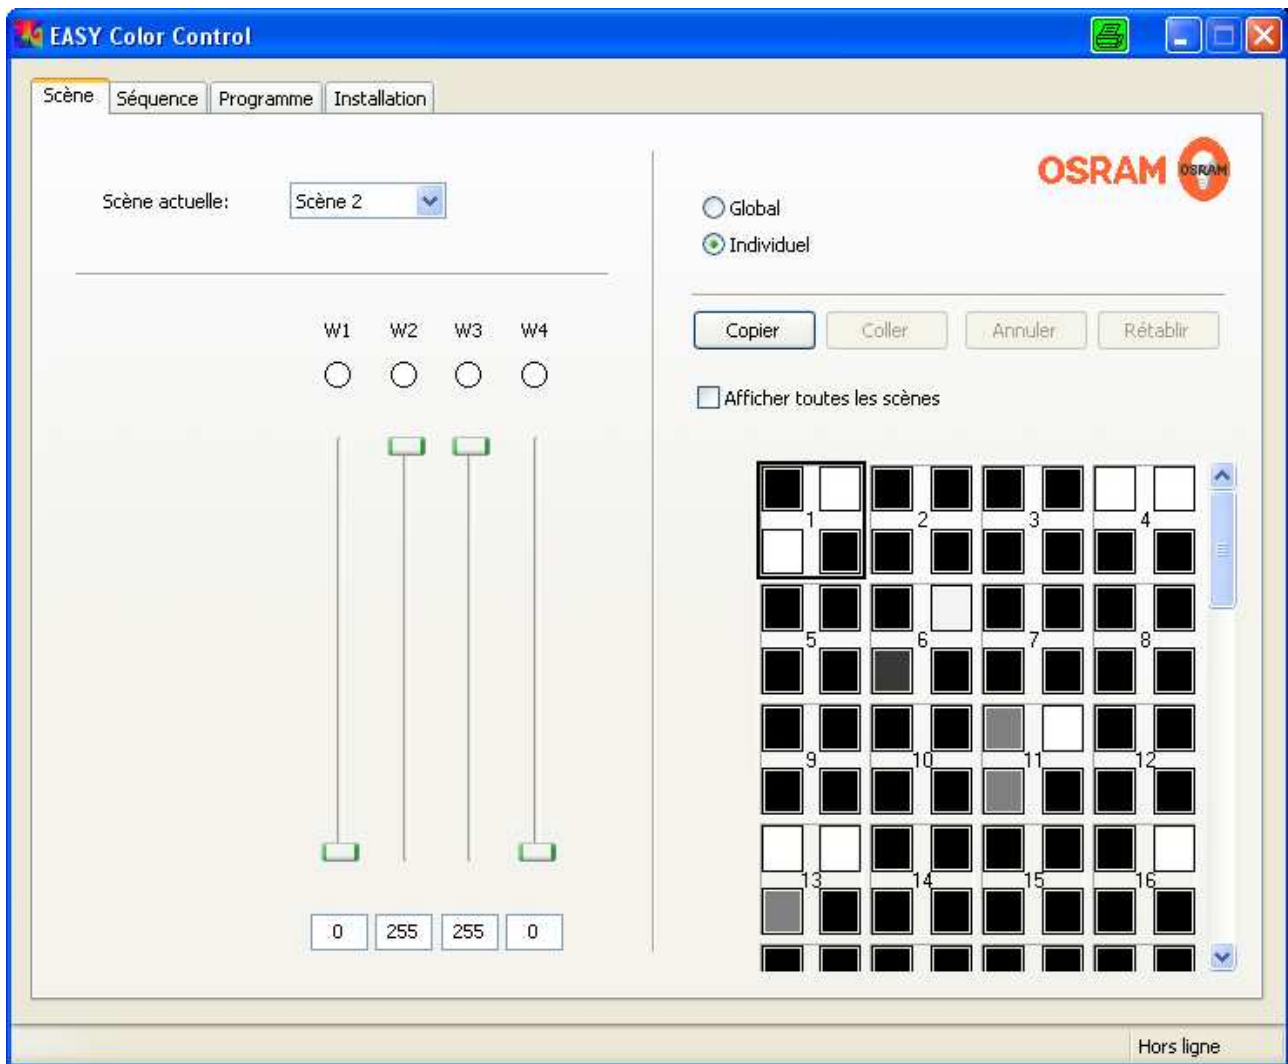 EASY Color Control
Scène Séquence Programme Installation
OSRAM OSRAM
Scène actuelle: Scène 2
Global
Individuel
W1 W2 W3 W4
Copier Coller Annuler Rétablir
Afficher toutes les scènes
1 2 3 4
5 6 7 8
9 10 11 12
13 14 15 16
0 255 255 0
Hors ligne